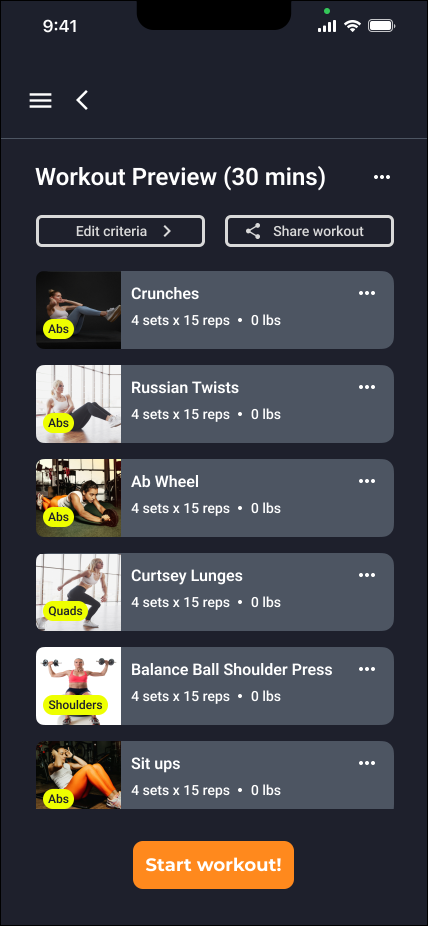 9:41
Workout Preview (30 mins)
Edit criteria
Share workout
Crunches
4 sets x 15 reps • 0 lbs
Abs
Russian Twists
4 sets x 15 reps • 0 lbs
Abs
Ab Wheel
4 sets x 15 reps • 0 lbs
Abs
Curtsey Lunges
4 sets x 15 reps • 0 lbs
Quads
Balance Ball Shoulder Press
4 sets x 15 reps • 0 lbs
Shoulders
Sit ups
4 sets x 15 reps • 0 lbs
Abs
Start workout!